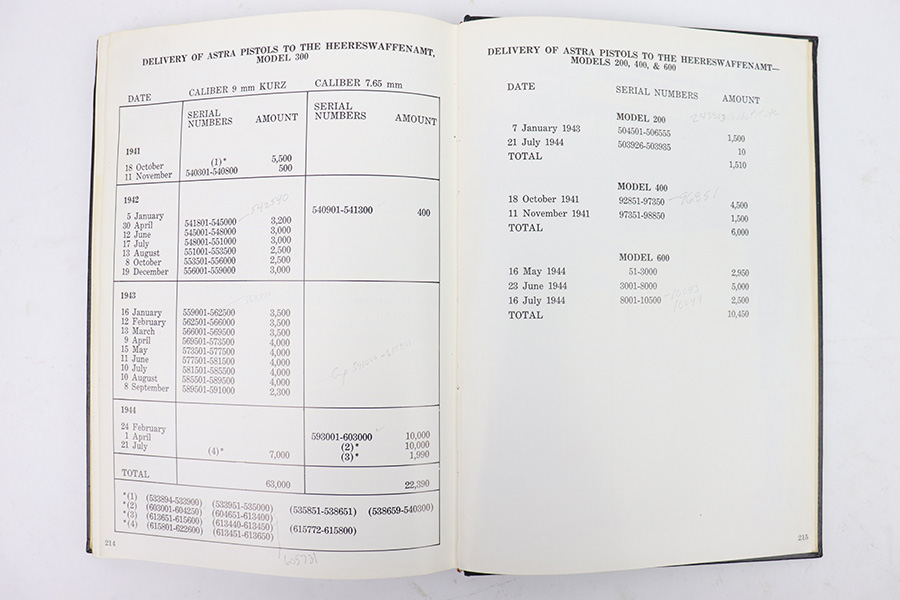 DELIVERY OF ASTRA PISTOLS TO THE HEERESWAFFENAMT,
MODEL 300
DATE CALIBER 9 mm KURZ CALIBER 7.65 mm
SERIAL NUMBERS AMOUNT SERIAL NUMBERS AMOUNT
1941
18 October (1)* 5,500
11 November 540301-540800 500
1942
542540
5 January 540901-541300 400
30 April 541801-545000 3,200
12 June 545001-548000 3,000
17 July 548001-551000 3,000
13 August 551001-553500 2,500
8 October 553501-556000 2,500
19 December 556001-559000 3,000
1943
16 January 559001-562500 3,500
12 February 562501-566000 3,500
13 March 566001-569500 3,500
9 April 569501-573500 4,000
15 May 573501-577500 4,000
11 June 577501-581500 4,000
10 July 581501-585500 4,000
10 August 585501-589500 4,000
8 September 589501-591000 2,300
1944
24 February 593001-603000 10,000
1 April (2)* 10,000
21 July (4)* 7,000 (3)* 1,990
TOTAL 63,000 22,390
*(1) (533894-533900) (533951-535000) (535851-538651) (538659-540300)
*(2) (603001-604250) (604651-613400)
*(3) (613651-615600) (613440-613450) (615772-615800)
*(4) (615801-622600) (613451-613650)
214
605731
DELIVERY OF ASTRA PISTOLS TO THE HEERESWAFFENAMT—
MODELS 200, 400, & 600
DATE SERIAL NUMBERS AMOUNT
MODEL 200
7 January 1943 504501-506555 1,500
21 July 1944 503926-503935 10
TOTAL 1,510
MODEL 400
18 October 1941 92851-97350 96851 4,500
11 November 1941 97351-98850 1,500
TOTAL 6,000
MODEL 600
16 May 1944 51-3000 2,950
23 June 1944 3001-8000 5,000
16 July 1944 8001-10500 2,500
TOTAL 10,450
215